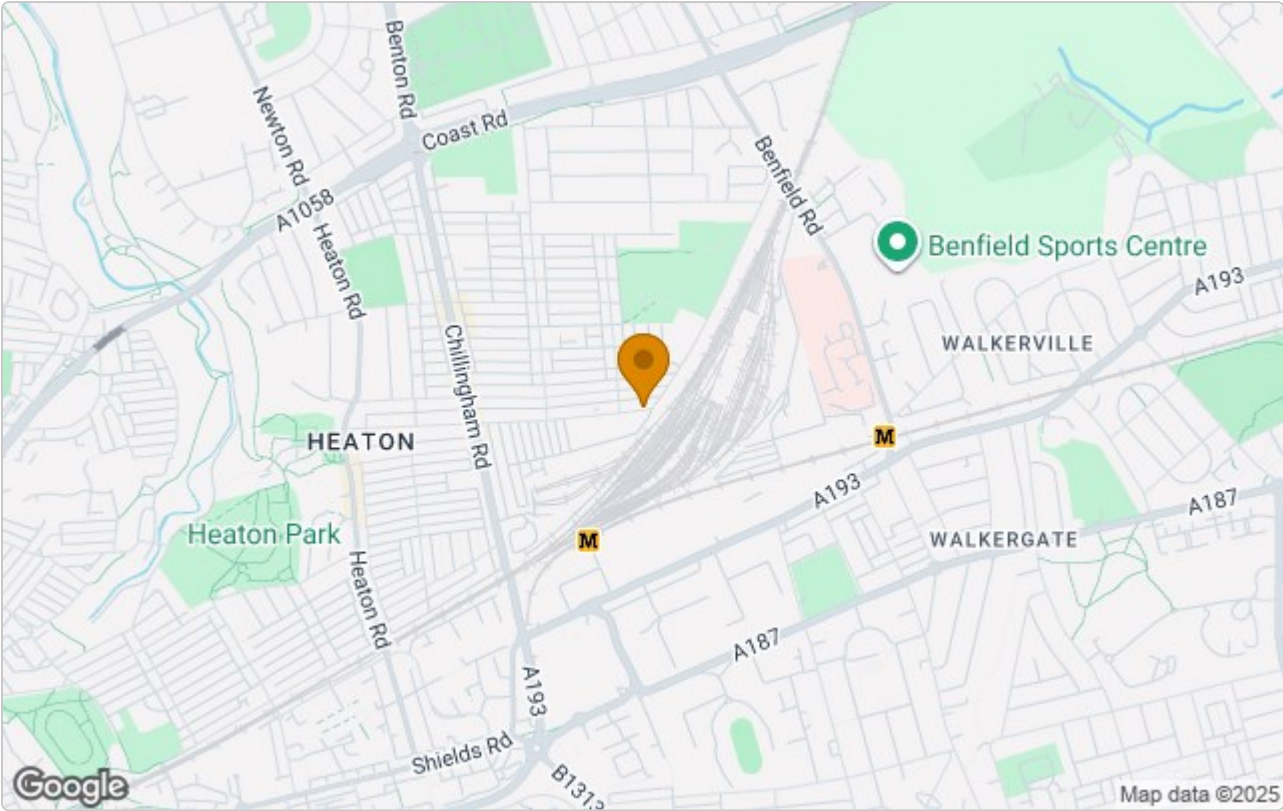 Benton Rd
Newton Rd
Coast Rd
Benfield Rd
A1058
Heaton Rd
Benfield Sports Centre
A193
WALKERVILLE
Chillingham Rd
HEATON
M
A193
A187
Heaton Park
M
WALKERGATE
Heaton Rd
A187
A193
Shields Rd
B1313
Google
Map data ©2025